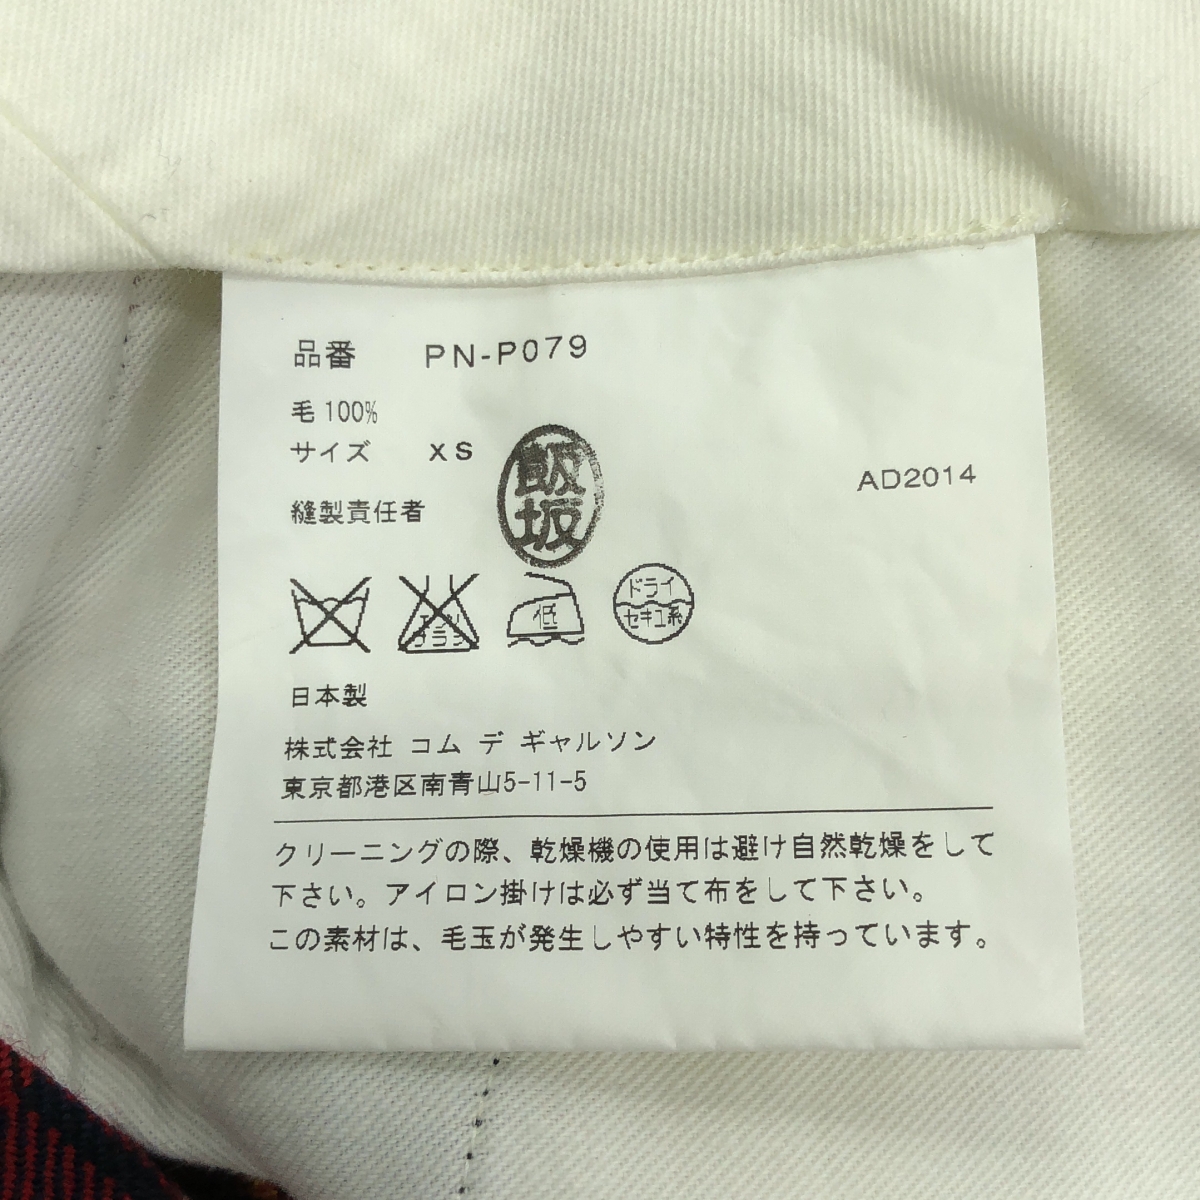 品番 PN-P079
毛 100%
サイズ XS
飯坂
AD2014
縫製責任者
エンソ
サラシ
低
ドライ
セキユ系
日本製
株式会社 コム デ ギャルソン
東京都港区南青山5-11-5
クリーニングの際、乾燥機の使用は避け自然乾燥をして
下さい。アイロン掛けは必ず当て布をして下さい。
この素材は、毛玉が発生しやすい特性を持っています。